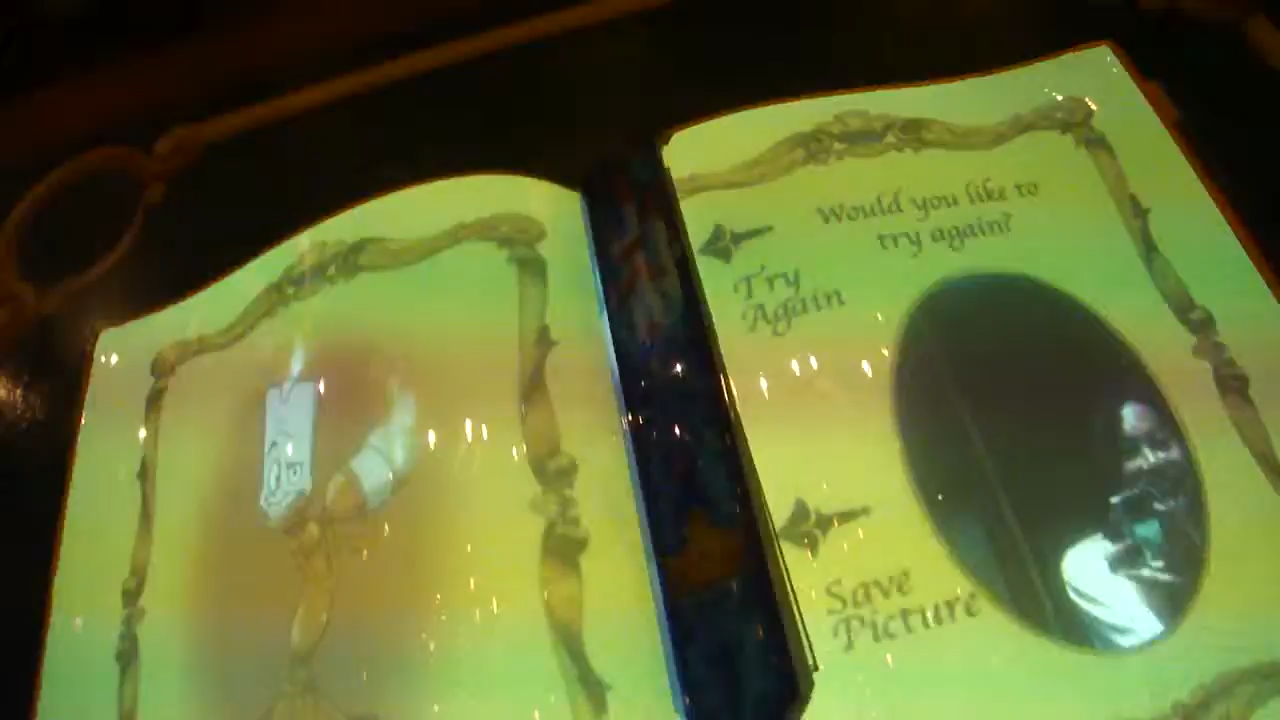 Would you like to
try again?
Try
Again
Save
Picture